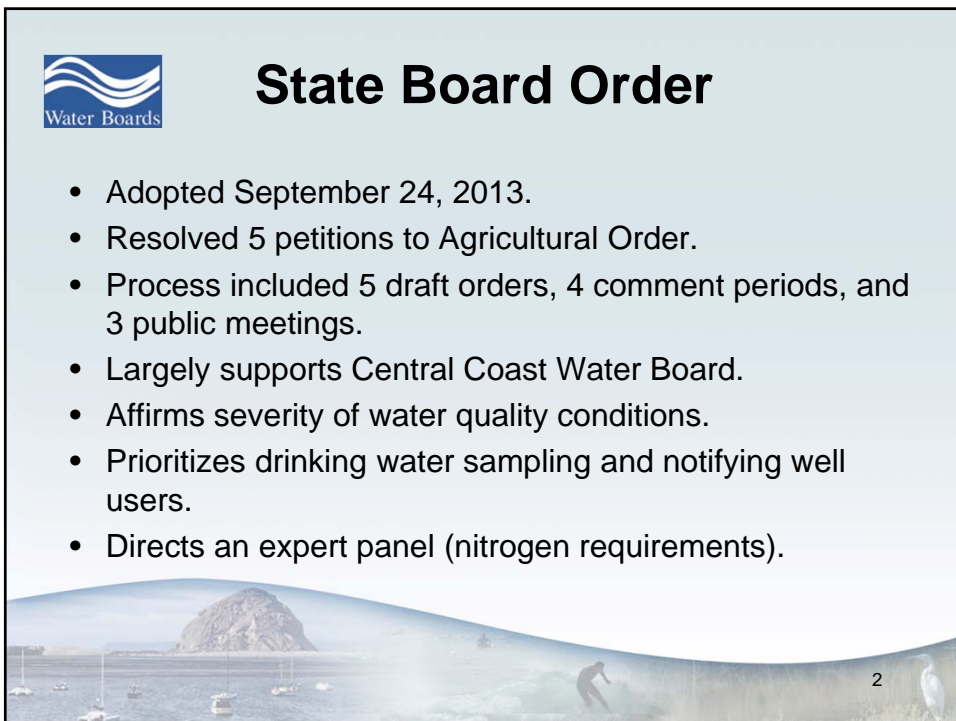 Water Boards
State Board Order
• Adopted September 24, 2013.
• Resolved 5 petitions to Agricultural Order.
• Process included 5 draft orders, 4 comment periods, and
3 public meetings.
• Largely supports Central Coast Water Board.
• Affirms severity of water quality conditions.
• Prioritizes drinking water sampling and notifying well
users.
• Directs an expert panel (nitrogen requirements).
2